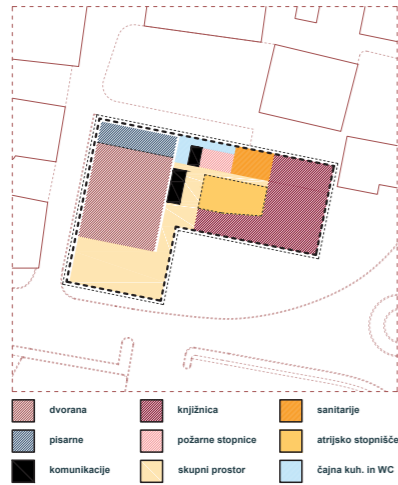 dvorana knjižnica sanitarije
pisarne požarne stopnice atrijsko stopnišče
komunikacije skupni prostor čajna kuh. in WC